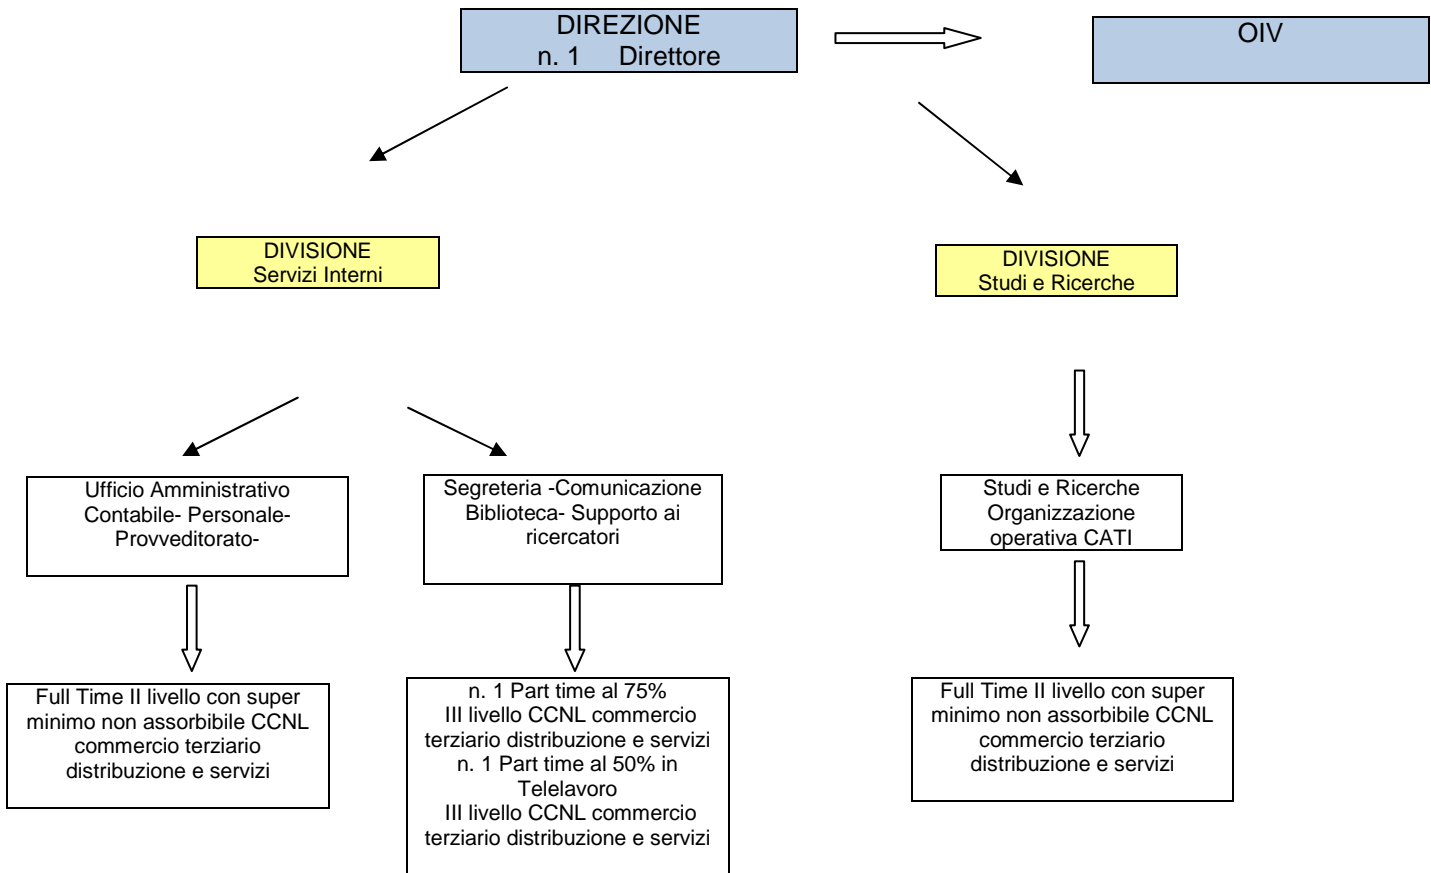 DIREZIONE
n. 1 Direttore
OIV
DIVISIONE
Servizi Interni
DIVISIONE
Studi e Ricerche
Ufficio Amministrativo
Contabile- Personale-
Provveditorato-
Segreteria -Comunicazione
Biblioteca- Supporto ai
ricercatori
Studi e Ricerche
Organizzazione
operativa CATI
Full Time II livello con super
minimo non assorbibile CCNL
commercio terziario
distribuzione e servizi
n. 1 Part time al 75%
III livello CCNL commercio
terziario distribuzione e servizi
n. 1 Part time al 50% in
Telelavoro
III livello CCNL commercio
terziario distribuzione e servizi
Full Time II livello con super
minimo non assorbibile CCNL
commercio terziario
distribuzione e servizi